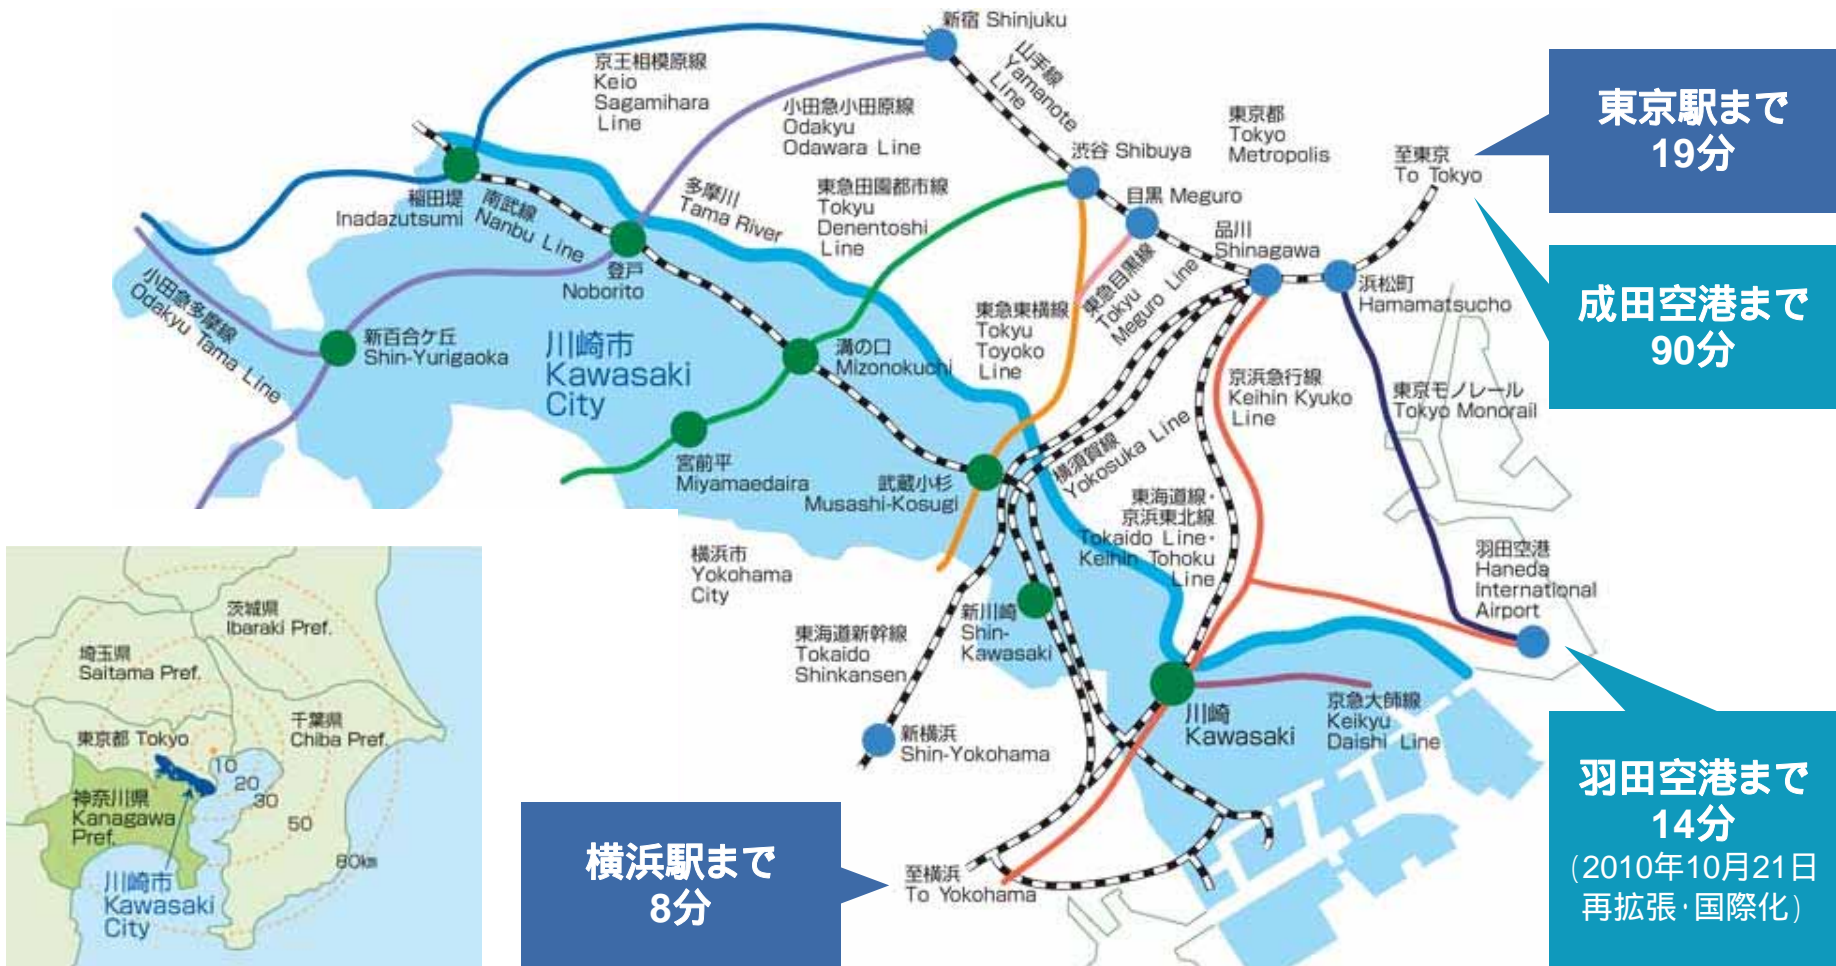 新宿 Shinjuku
京王相模原線
Keio
Sagamihara
Line
小田急小田原線
Odakyu
Odawara Line
山手線
Yamanote
Line
東京都
Tokyo
Metropolis
渋谷 Shibuya
至東京
To Tokyo
東京駅まで
19分
稲田堤
Inadazutsumi
南武線
Nanbu Line
多摩川
Tama River
東急田園都市線
Tokyu
Denentoshi
Line
目黒 Meguro
品川
Shinagawa
浜松町
Hamamatsucho
成田空港まで
90分
登戸
Noborito
小田急多摩線
Odakyu Tama Line
新百合ケ丘
Shin-Yurigaoka
川崎市
Kawasaki
City
溝の口
Mizonokuchi
東急東横線
Tokyu
Toyoko
Line
東急目黒線
Tokyu
Meguro Line
京浜急行線
Keihin Kyuko
Line
東京モノレール
Tokyo Monorail
宮前平
Miyamaedaira
武蔵小杉
Musashi-Kosugi
横須賀線
Yokosuka Line
東海道線・
京浜東北線
Tokaido Line・
Keihin Tohoku
Line
羽田空港
Haneda
International
Airport
横浜市
Yokohama
City
東海道新幹線
Tokaido
Shinkansen
新川崎
Shin-
Kawasaki
川崎
Kawasaki
京急大師線
Keikyu
Daishi Line
新横浜
Shin-Yokohama
至横浜
To Yokohama
横浜駅まで
8分
羽田空港まで
14分
(2010年10月21日
再拡張・国際化)
茨城県
Ibaraki Pref.
埼玉県
Saitama Pref.
千葉県
Chiba Pref.
東京都 Tokyo
10
20
30
50
80km
神奈川県
Kanagawa
Pref.
川崎市
Kawasaki
City